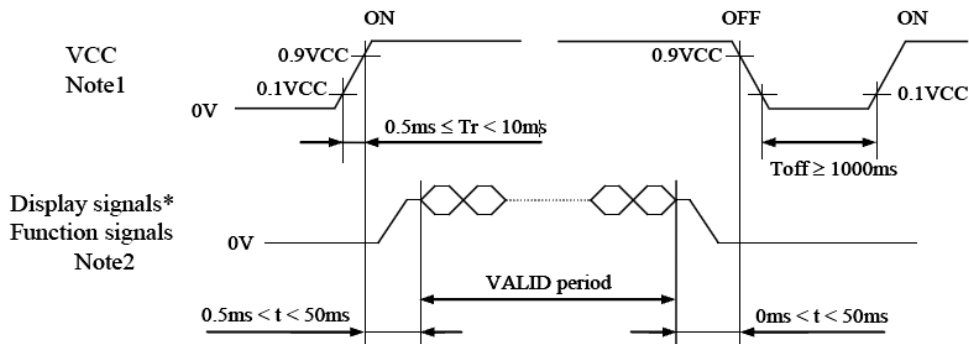 ON OFF ON
VCC
Note1
0.9VCC 0.9VCC
0.1VCC 0.1VCC
0V
0.5ms ≤ Tr < 10ms
Toff ≥ 1000ms
Display signals*
Function signals
Note2
0V
VALID period
0.5ms < t < 50ms 0ms < t < 50ms